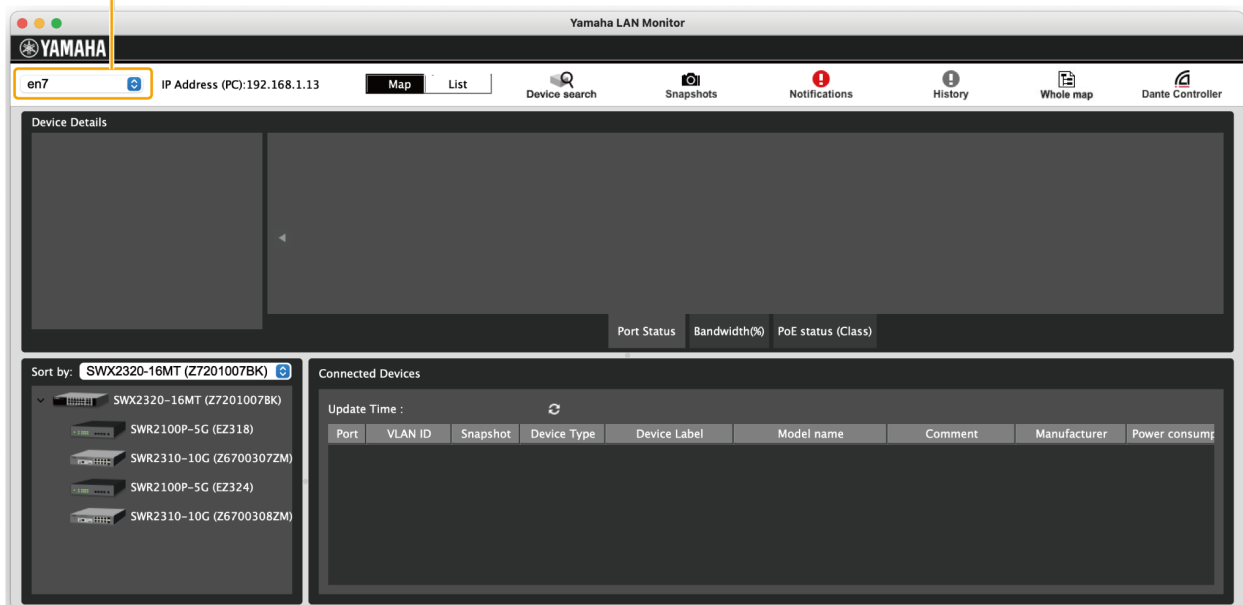 Yamaha LAN Monitor
YAMAHA
en7
IP Address (PC):192.168.1.13
Map
List
Device search
Snapshots
Notifications
History
Whole map
Dante Controller
Device Details
Port Status
Bandwidth(%)
PoE status (Class)
Sort by:
SWX2320-16MT (Z7201007BK)
SWX2320-16MT (Z7201007BK)
SWR2100P-5G (EZ318)
SWR2310-10G (Z6700307ZM)
SWR2100P-5G (EZ324)
SWR2310-10G (Z6700308ZM)
Connected Devices
Update Time :
Port
VLAN ID
Snapshot
Device Type
Device Label
Model name
Comment
Manufacturer
Power consump